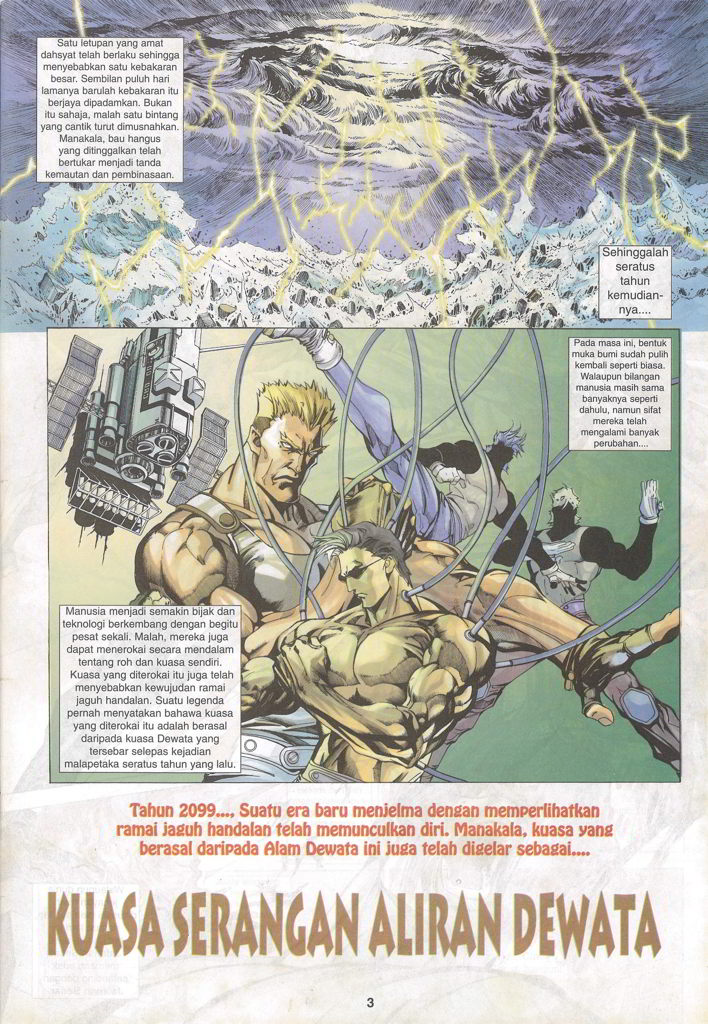 Satu letupan yang amat
dahsyat telah berlaku sehingga
menyebabkan satu kebakaran
besar. Sembilan puluh hari
lamanya barulah kebakaran itu
berjaya dipadamkan. Bukan
itu sahaja, malah satu bintang
yang cantik turut dimusnahkan.
Manakala, bau hangus
yang ditinggalkan telah
bertukar menjadi tanda
kemautan dan pembinasaan.
Sehinggalah
seratus
tahun
kemudian-
nya....
Pada masa ini, bentuk
muka bumi sudah pulih
kembali seperti biasa.
Walaupun bilangan
manusia masih sama
banyaknya seperti
dahulu, namun sifat
mereka telah
mengalami banyak
perubahan....
Manusia menjadi semakin bijak dan
teknologi berkembang dengan begitu
pesat sekali. Malah, mereka juga
dapat menerokai secara mendalam
tentang roh dan kuasa sendiri.
Kuasa yang diterokai itu juga telah
menyebabkan kewujudan ramai
jaguh handalan. Suatu legenda
pernah menyatakan bahawa kuasa
yang diterokai itu adalah berasal
daripada kuasa Dewata yang
tersebar selepas kejadian
malapetaka seratus tahun yang lalu.
Tahun 2099..., Suatu era baru menjelma dengan memperlihatkan
ramai jaguh handalan telah memunculkan diri. Manakala, kuasa yang
berasal daripada Alam Dewata ini juga telah digelar sebagai....
KUASA SERANGAN ALIRAN DEWATA
3